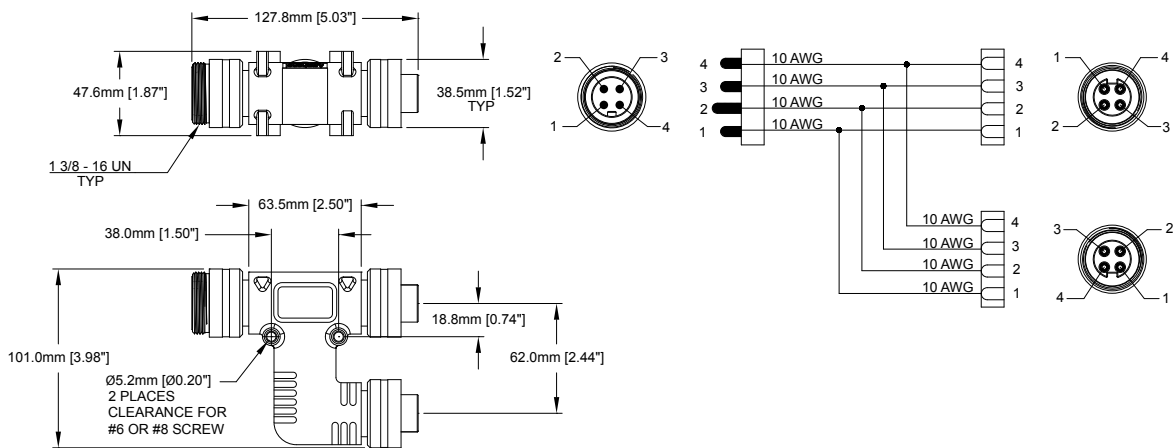 127.8mm [5.03"]
47.6mm [1.87"]
38.5mm [1.52"]
TYP
1 3/8 - 16 UN
TYP
2
3
1
4
4
10 AWG
4
3
10 AWG
3
2
10 AWG
2
1
10 AWG
1
1
4
2
3
63.5mm [2.50"]
38.0mm [1.50"]
101.0mm [3.98"]
18.8mm [0.74"]
62.0mm [2.44"]
Ø5.2mm [Ø0.20"]
2 PLACES
CLEARANCE FOR
#6 OR #8 SCREW
10 AWG
4
10 AWG
3
10 AWG
2
10 AWG
1
3
2
4
1